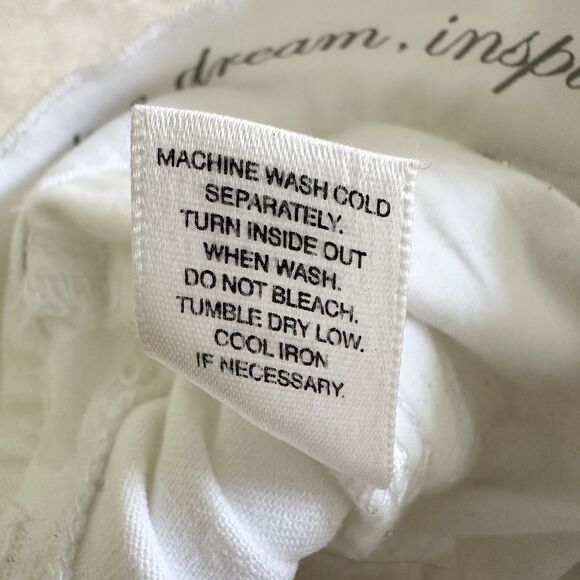 dream. inspi
MACHINE WASH COLD
SEPARATELY.
TURN INSIDE OUT
WHEN WASH.
DO NOT BLEACH.
TUMBLE DRY LOW.
COOL IRON
IF NECESSARY.